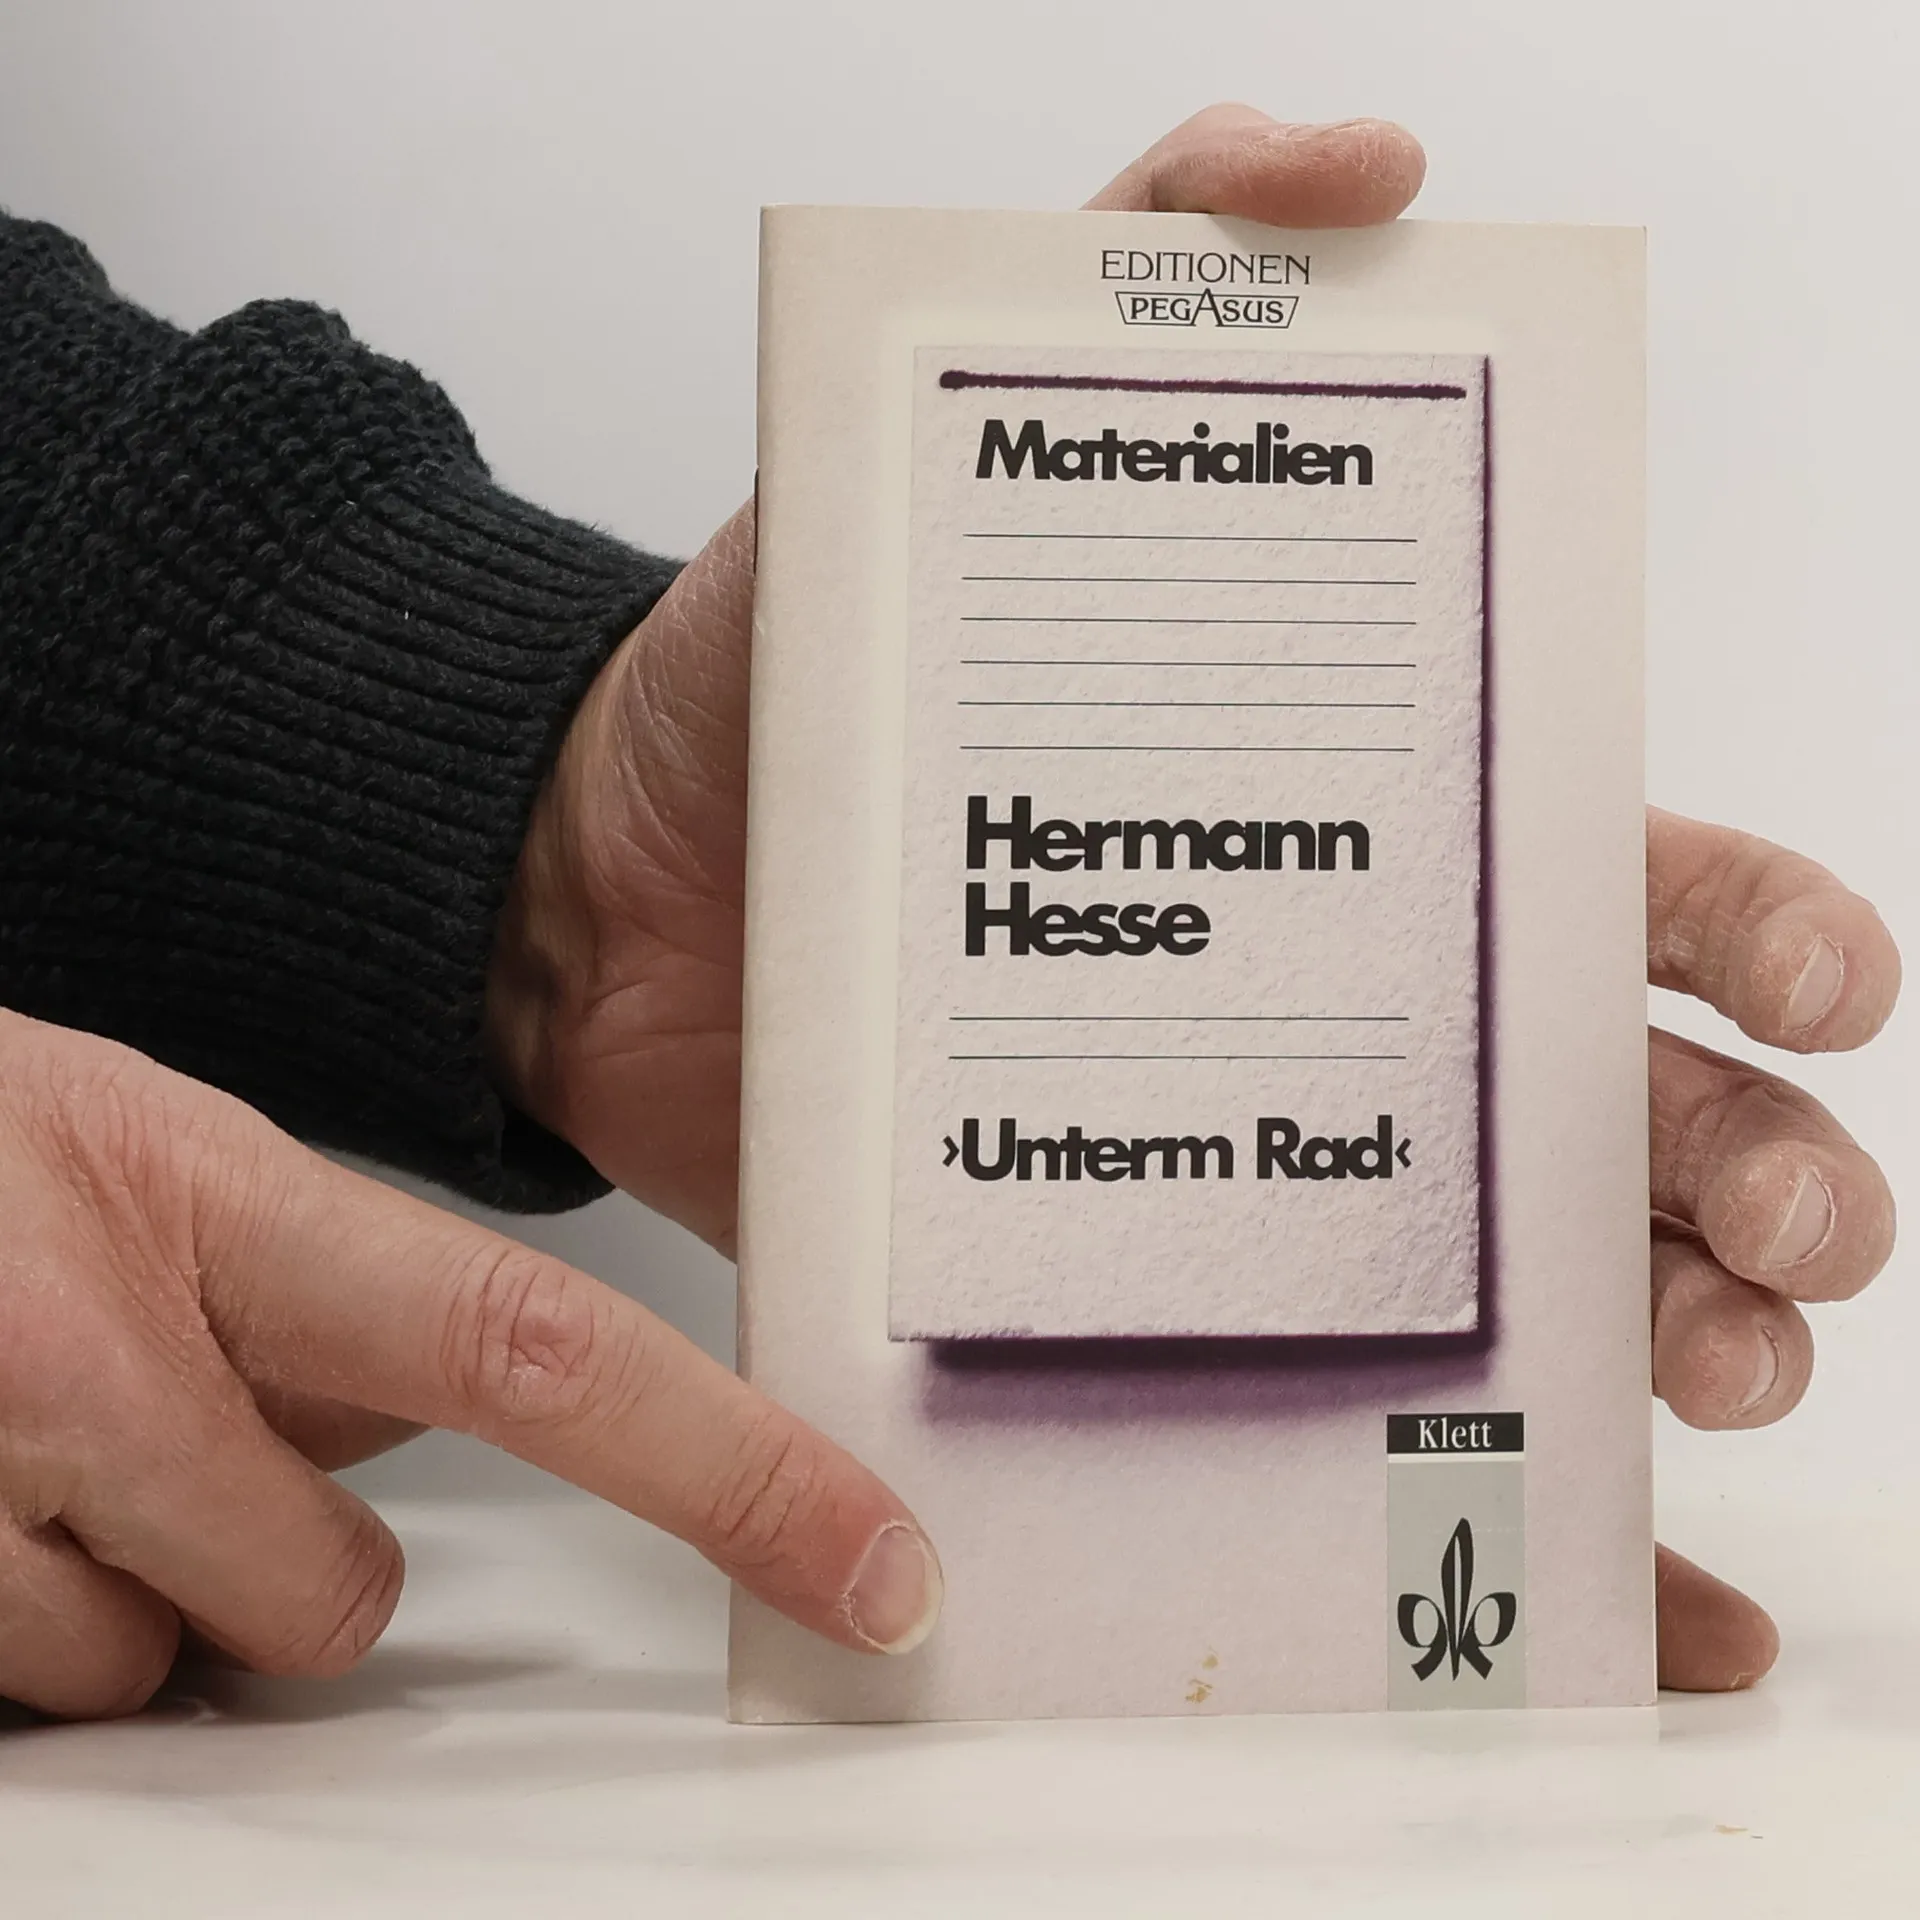 EDITIONEN
PEGASUS
Materialien
Hermann
Hesse
›Unterm Rad‹
Klett